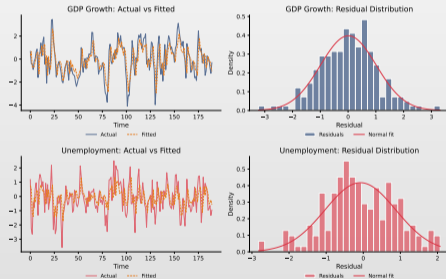 GDP Growth: Actual vs Fitted
2
0
−2
−4
0 25 50 75 100 125 150 175
Time
Actual Fitted
GDP Growth: Residual Distribution
Density
0.5
0.4
0.3
0.2
0.1
0.0
−3 −2 −1 0 1 2 3
Residual
Residuals Normal fit
Unemployment: Actual vs Fitted
2
1
0
−1
−2
−3
0 25 50 75 100 125 150 175
Time
Actual Fitted
Unemployment: Residual Distribution
Density
0.5
0.4
0.3
0.2
0.1
0.0
−3 −2 −1 0 1 2
Residual
Residuals Normal fit